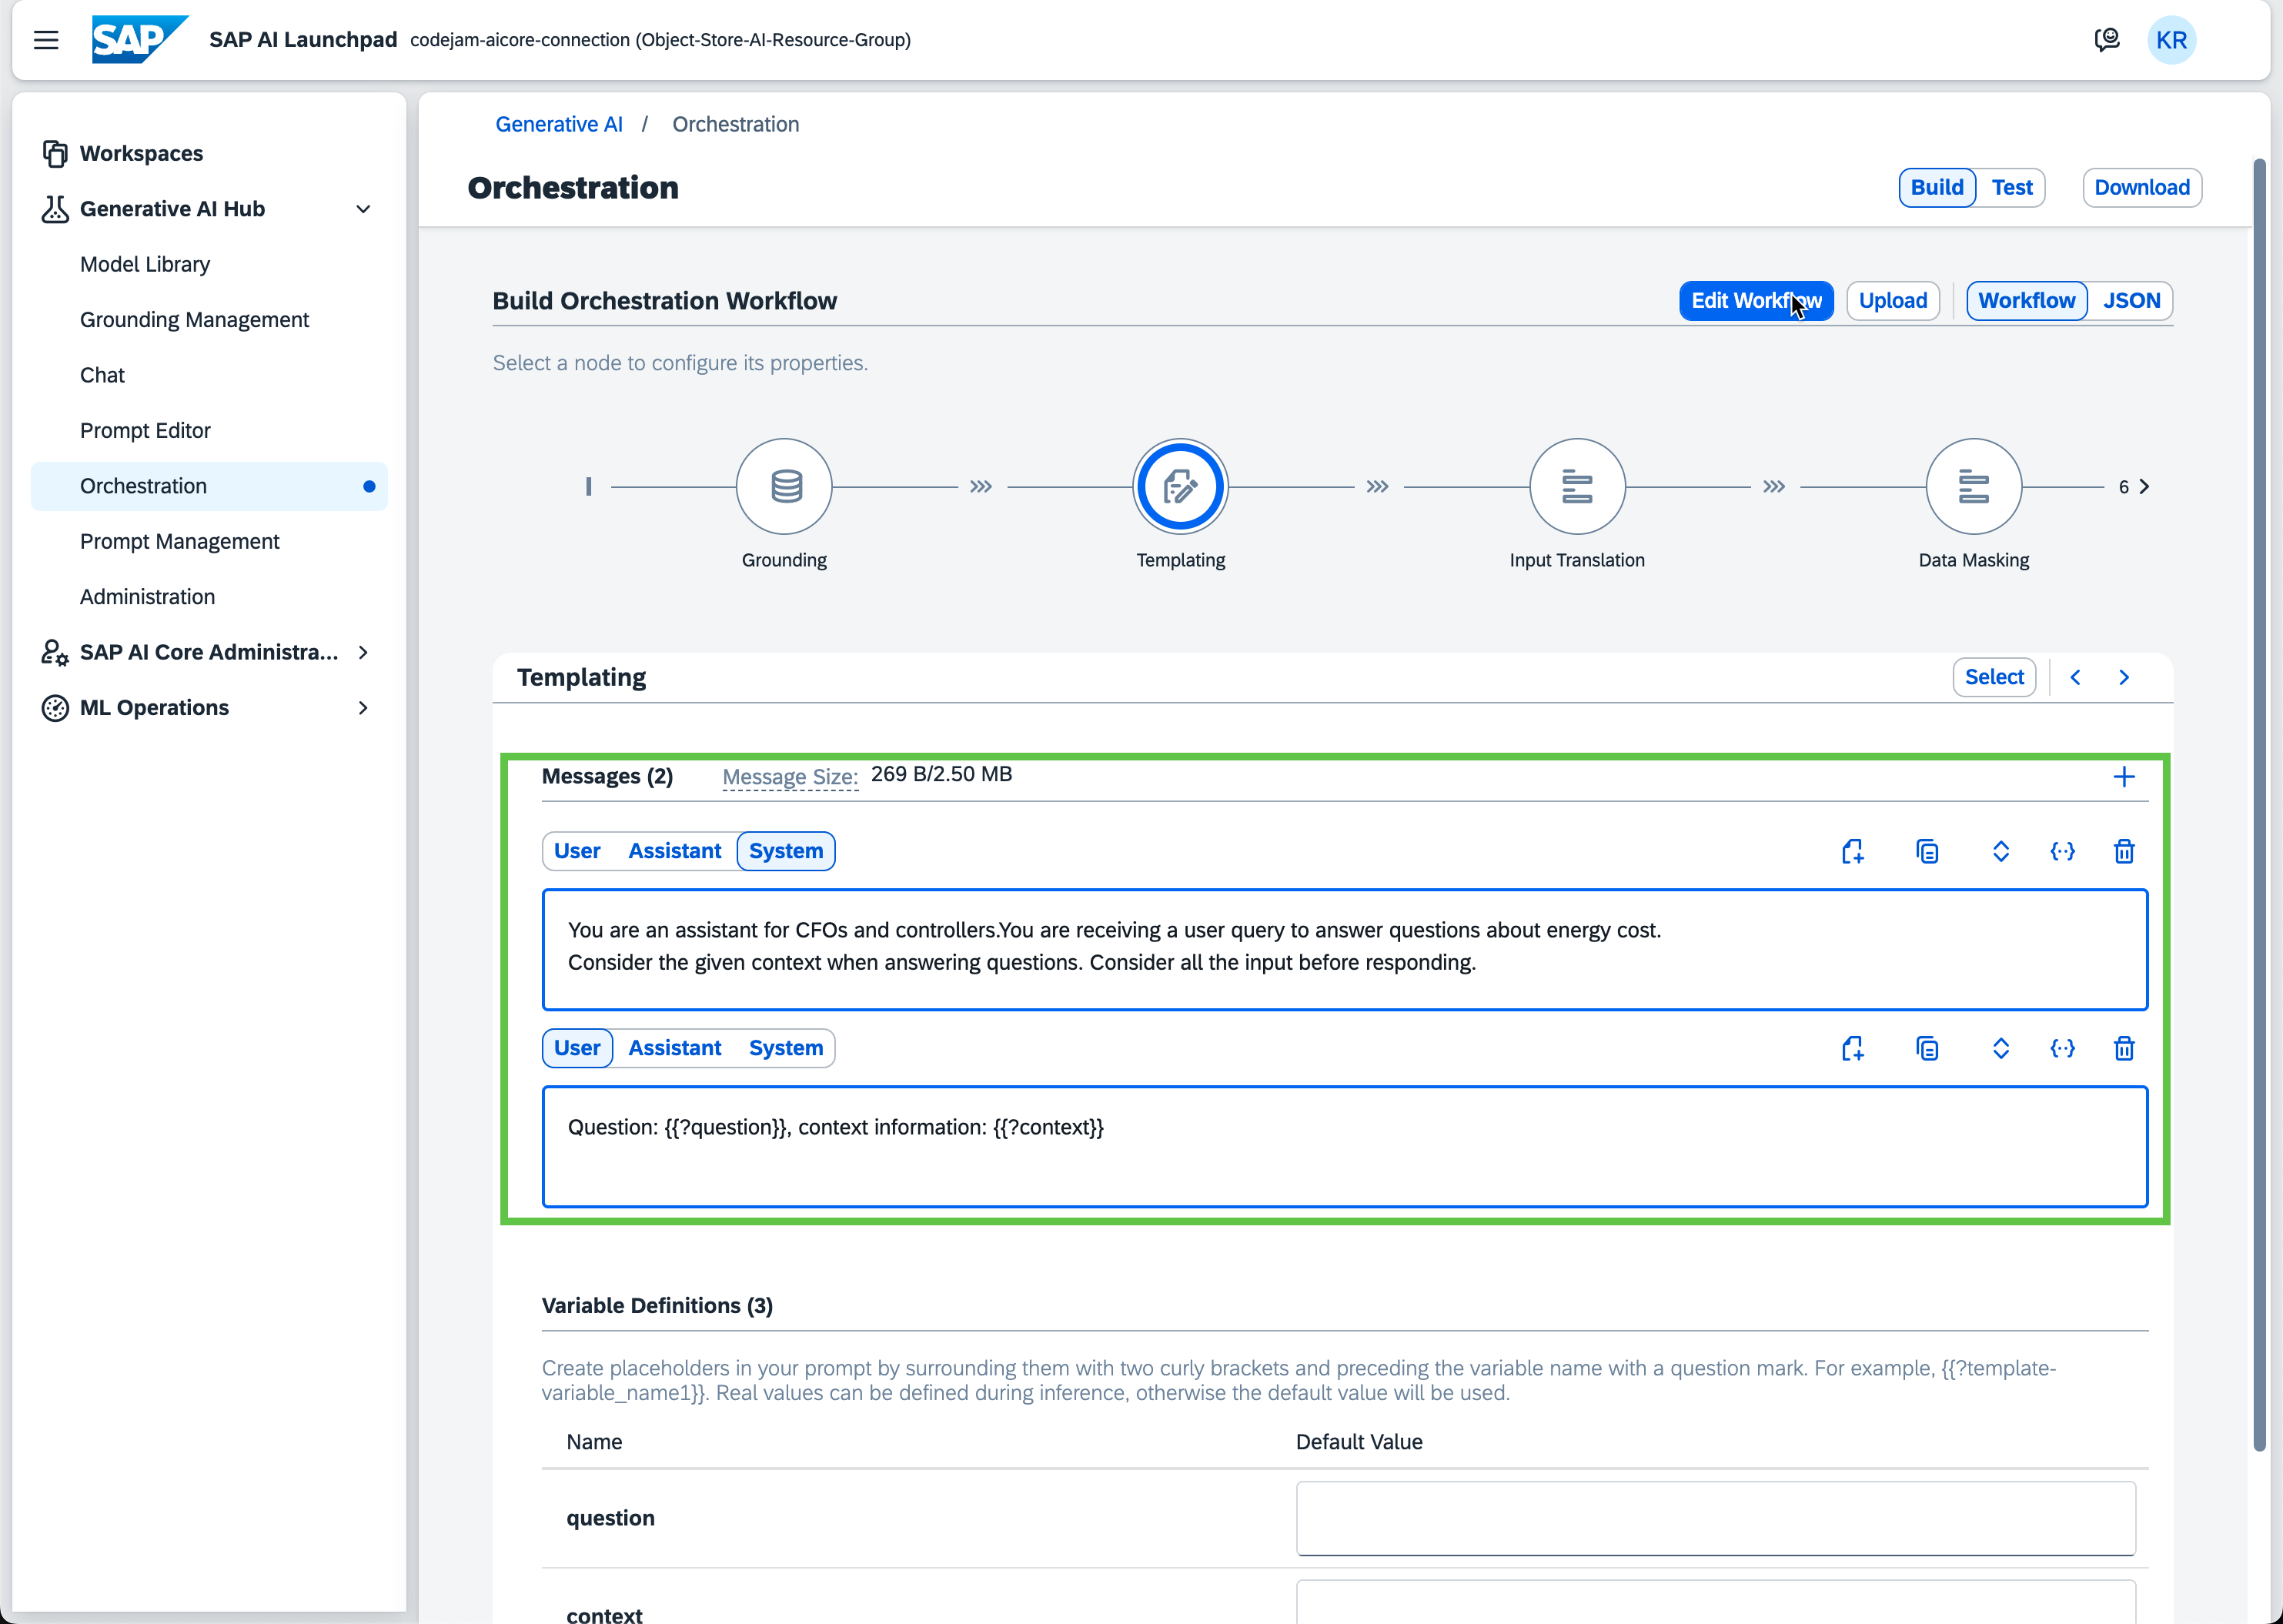 SAP SAP AI Launchpad codejam-aicore-connection (Object-Store-AI-Resource-Group) KR
Workspaces
Generative AI Hub
Model Library
Grounding Management
Chat
Prompt Editor
Orchestration
Prompt Management
Administration
SAP AI Core Administra...
ML Operations
Generative AI / Orchestration
Orchestration Build Test Download
Build Orchestration Workflow Edit Workflow Upload Workflow JSON
Select a node to configure its properties.
6
Grounding Templating Input Translation Data Masking
Templating Select
Messages (2) Message Size: 269 B/2.50 MB
User Assistant System
You are an assistant for CFOs and controllers.You are receiving a user query to answer questions about energy cost.
Consider the given context when answering questions. Consider all the input before responding.
User Assistant System
Question: {{?question}}, context information: {{?context}}
Variable Definitions (3)
Create placeholders in your prompt by surrounding them with two curly brackets and preceding the variable name with a question mark. For example, {{?template-
variable_name1}}. Real values can be defined during inference, otherwise the default value will be used.
Name Default Value
question
context